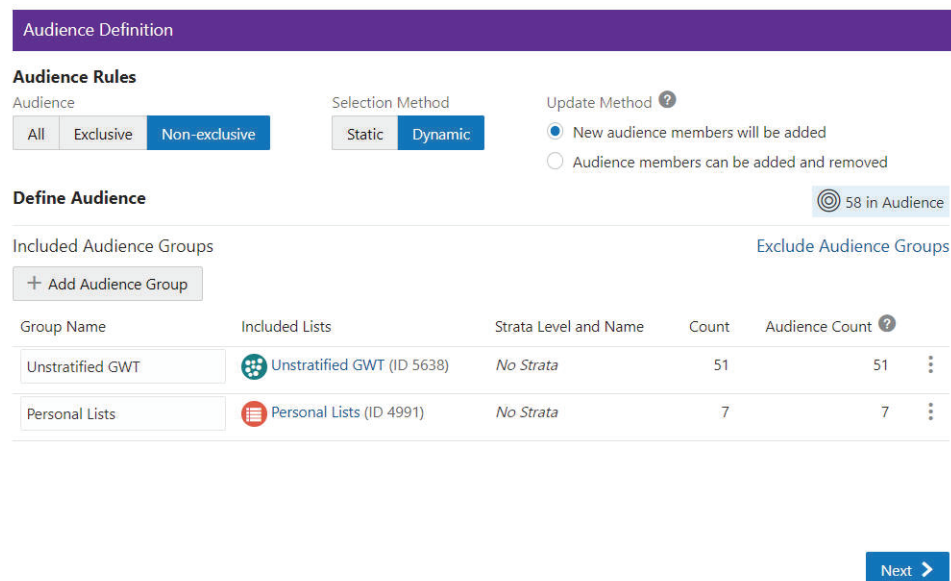 Audience Definition
Audience Rules
Audience Selection Method Update Method ?
All Exclusive Non-exclusive Static Dynamic New audience members will be added
Audience members can be added and removed
Define Audience 58 in Audience
Included Audience Groups Exclude Audience Groups
+ Add Audience Group
Group Name Included Lists Strata Level and Name Count Audience Count ?
Unstratified GWT Unstratified GWT (ID 5638) No Strata 51 51
Personal Lists Personal Lists (ID 4991) No Strata 7 7
Next